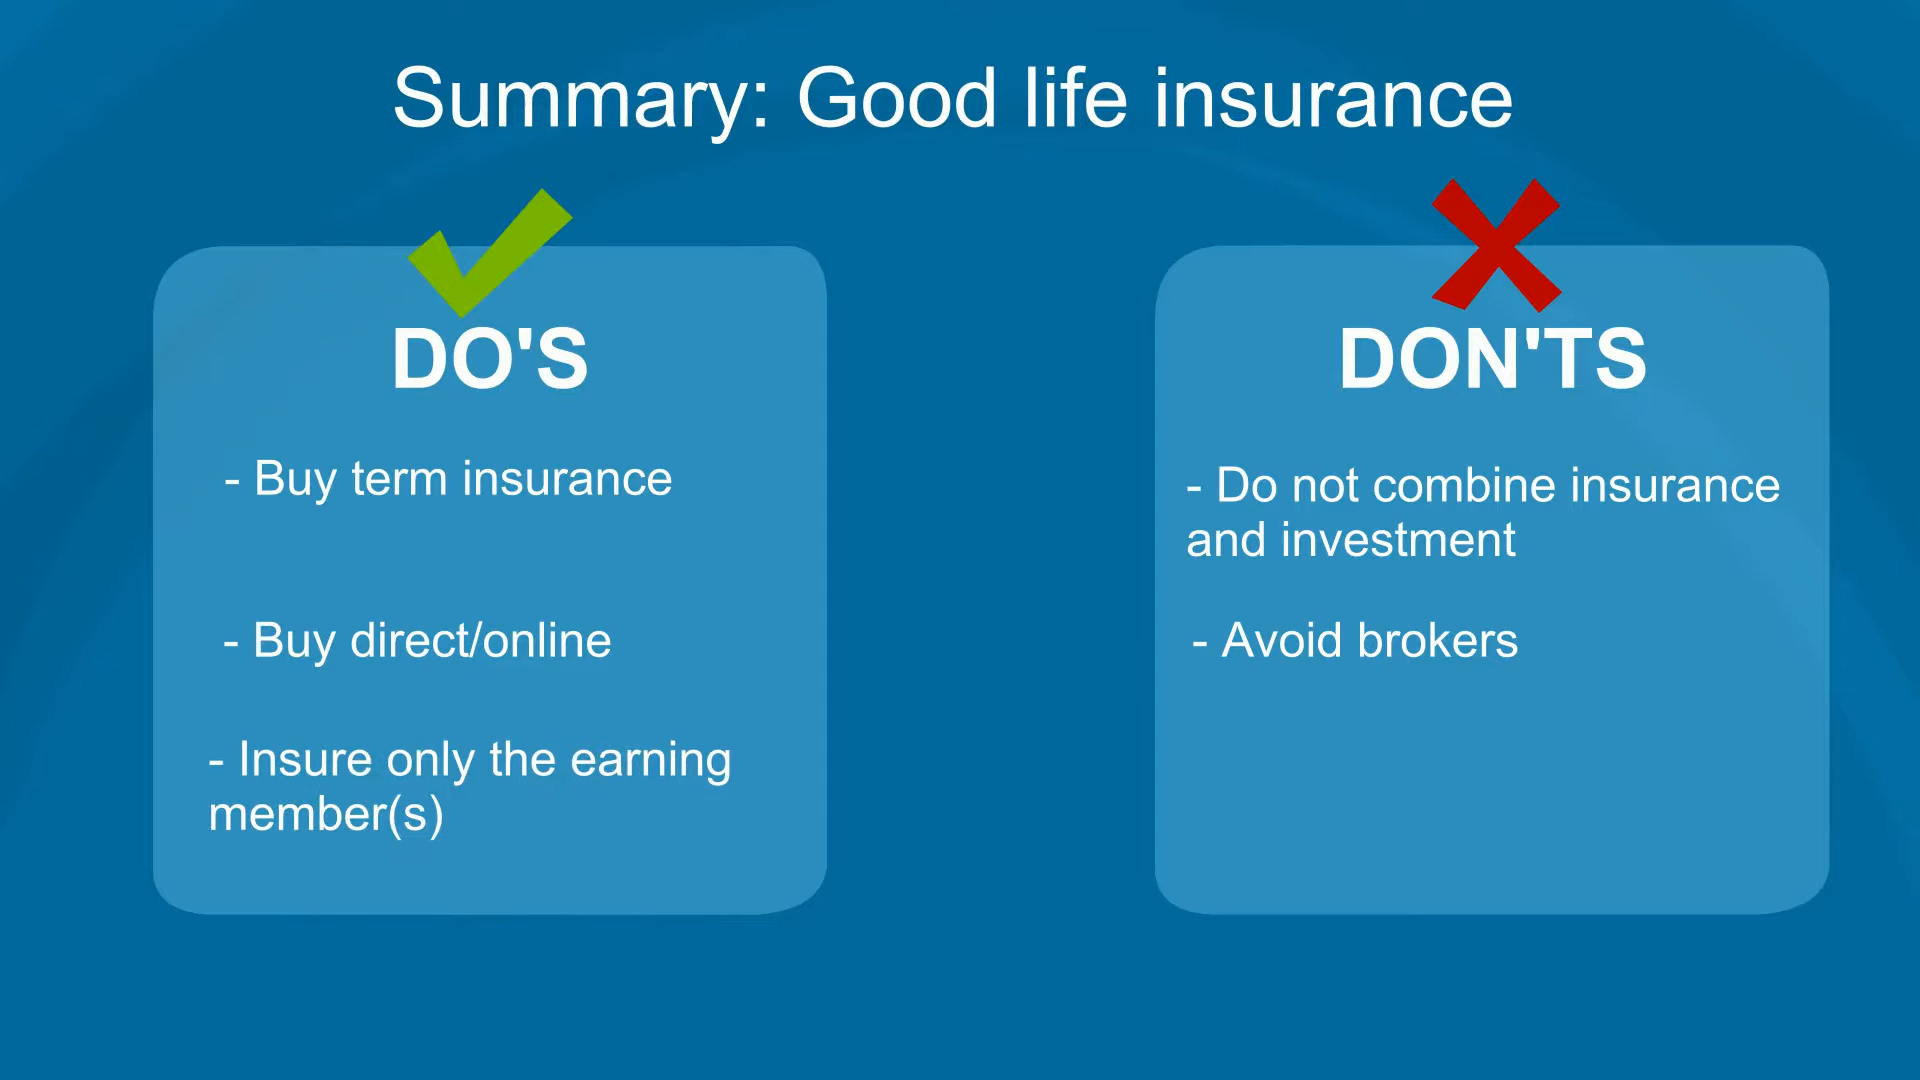 Summary: Good life insurance
DO'S
- Buy term insurance
- Buy direct/online
- Insure only the earning
member(s)
DON'TS
- Do not combine insurance
and investment
- Avoid brokers